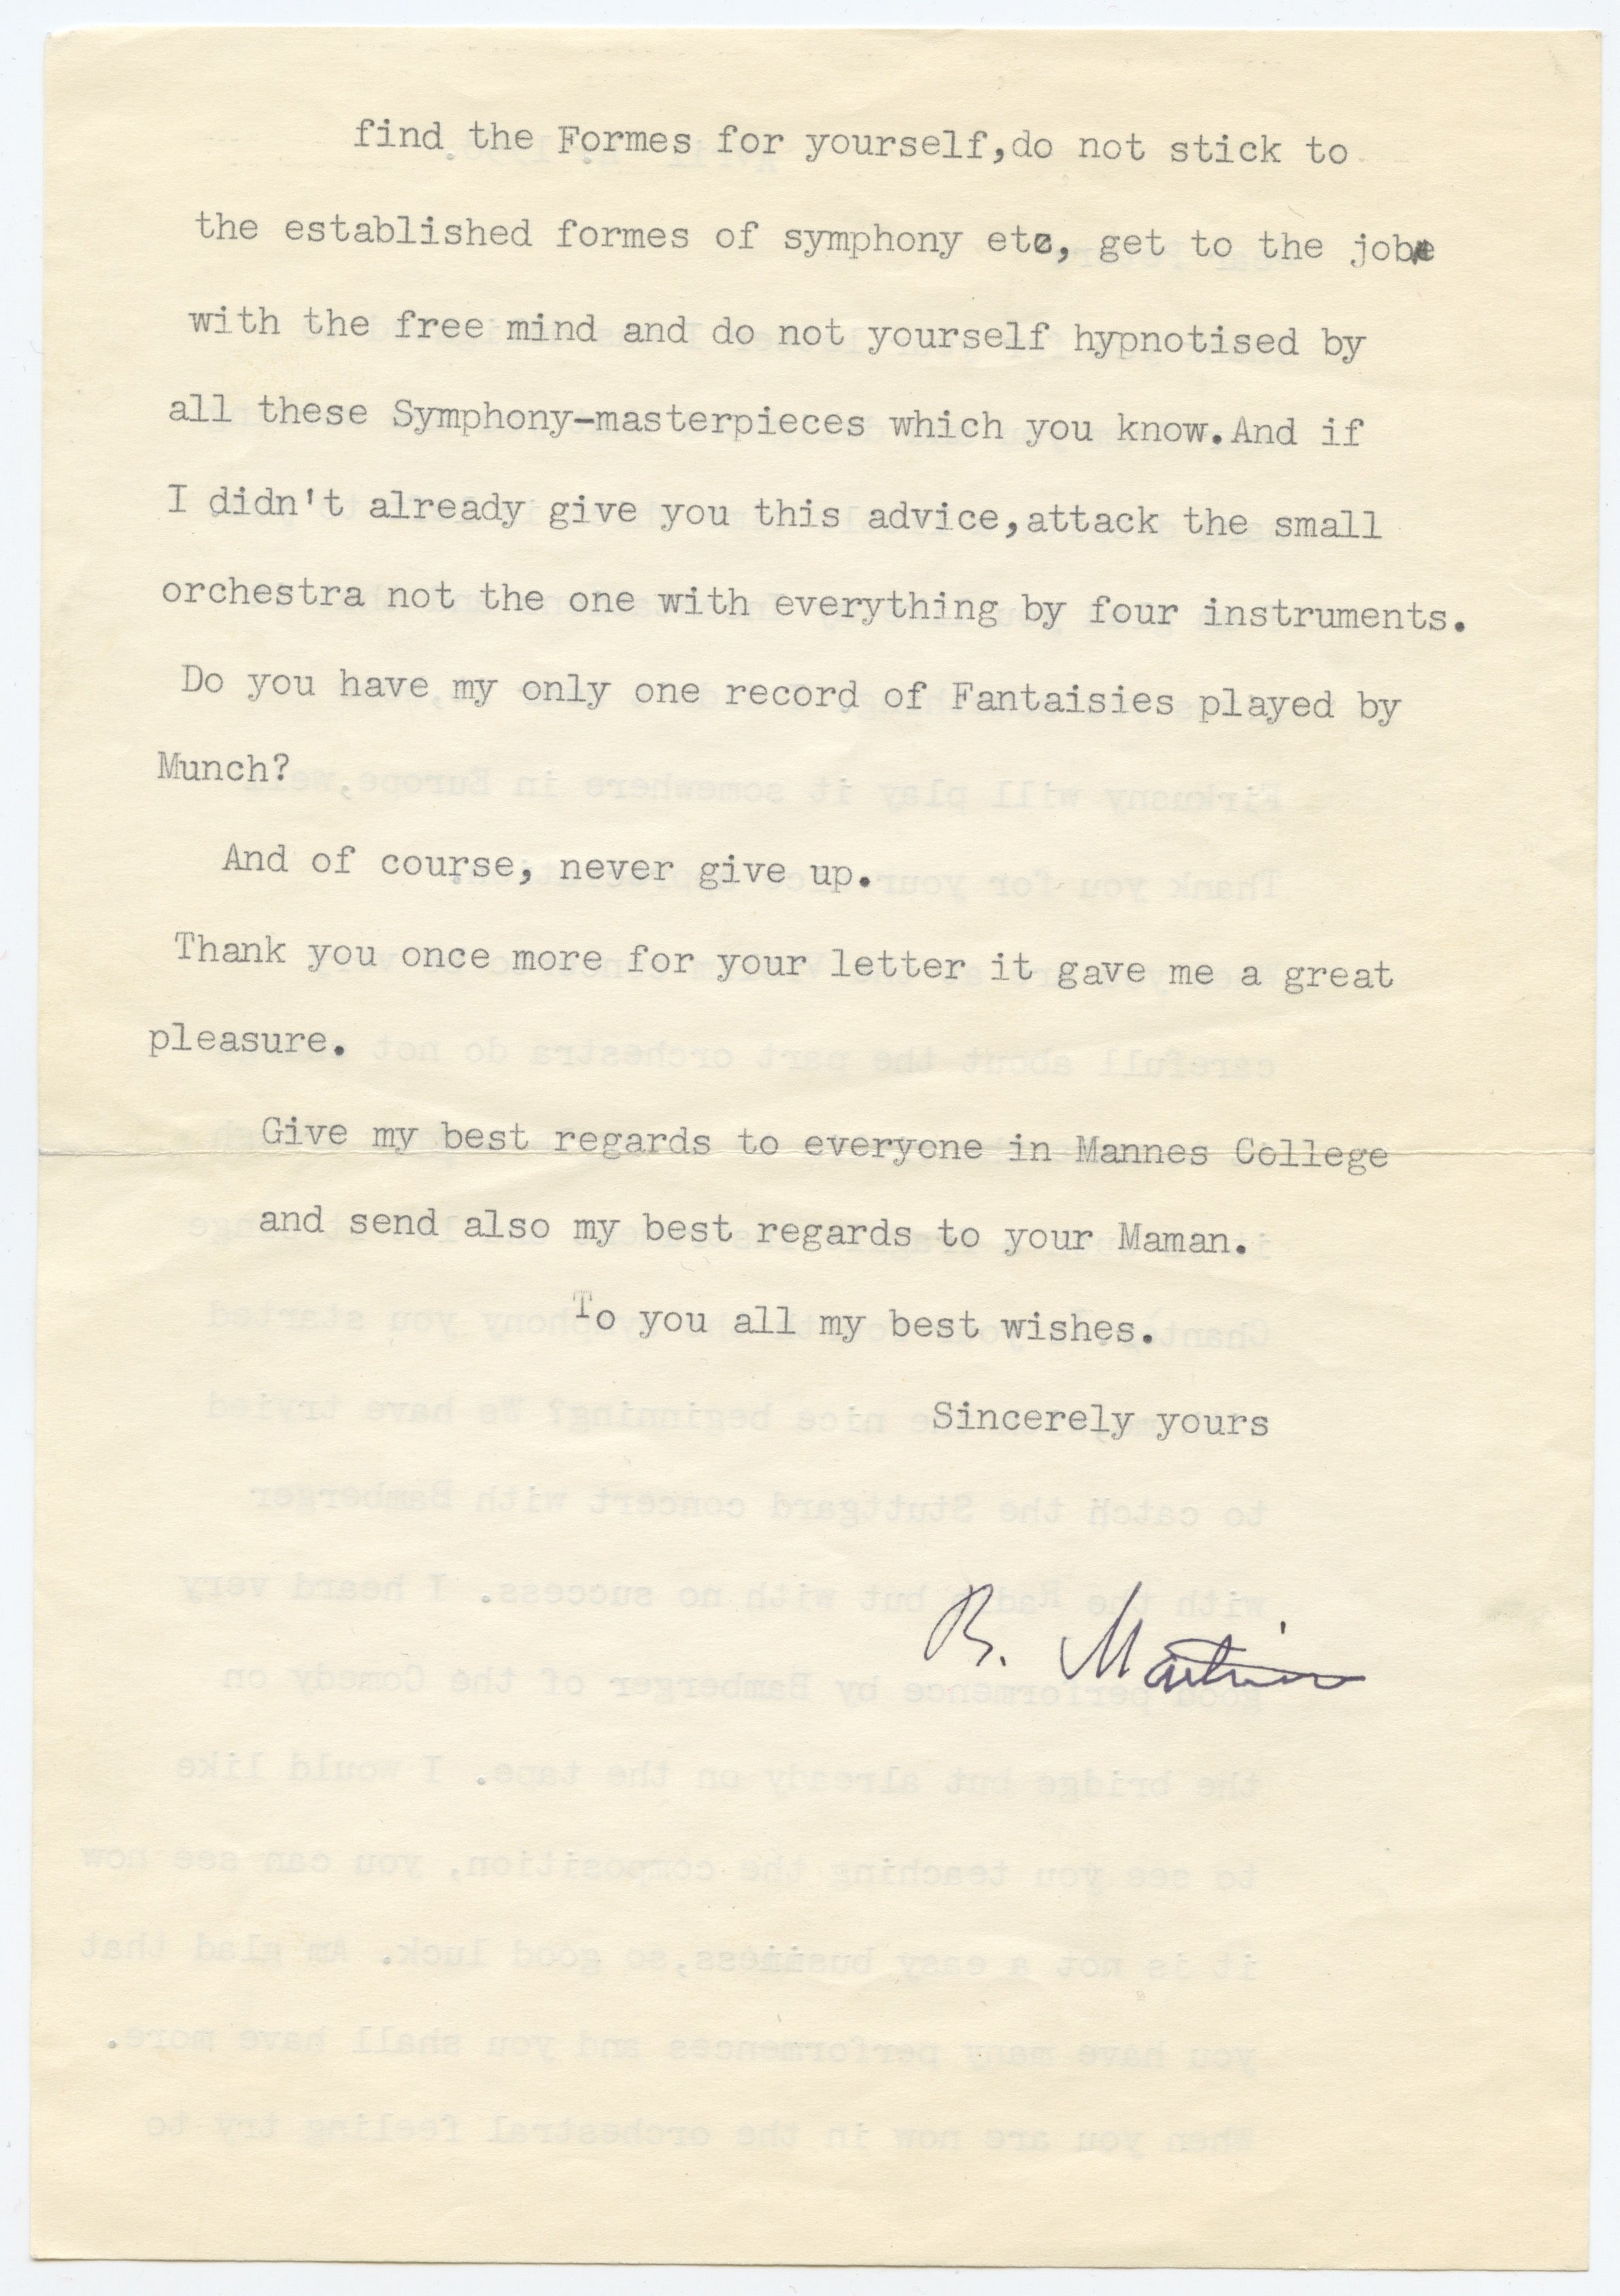 find the Formes for yourself,do not stick to
the established formes of symphony etc, get to the job
with the free mind and do not yourself hypnotised by
all these Symphony-masterpieces which you know.And if
I didn't already give you this advice,attack the small
orchestra not the one with everything by four instruments.
Do you have my only one record of Fantaisies played by
Munch?
And of course, never give up.
Thank you once more for your letter it gave me a great
pleasure.
Give my best regards to everyone in Mannes College
and send also my best regards to your Maman.
To you all my best wishes.
Sincerely yours
B. Martinu